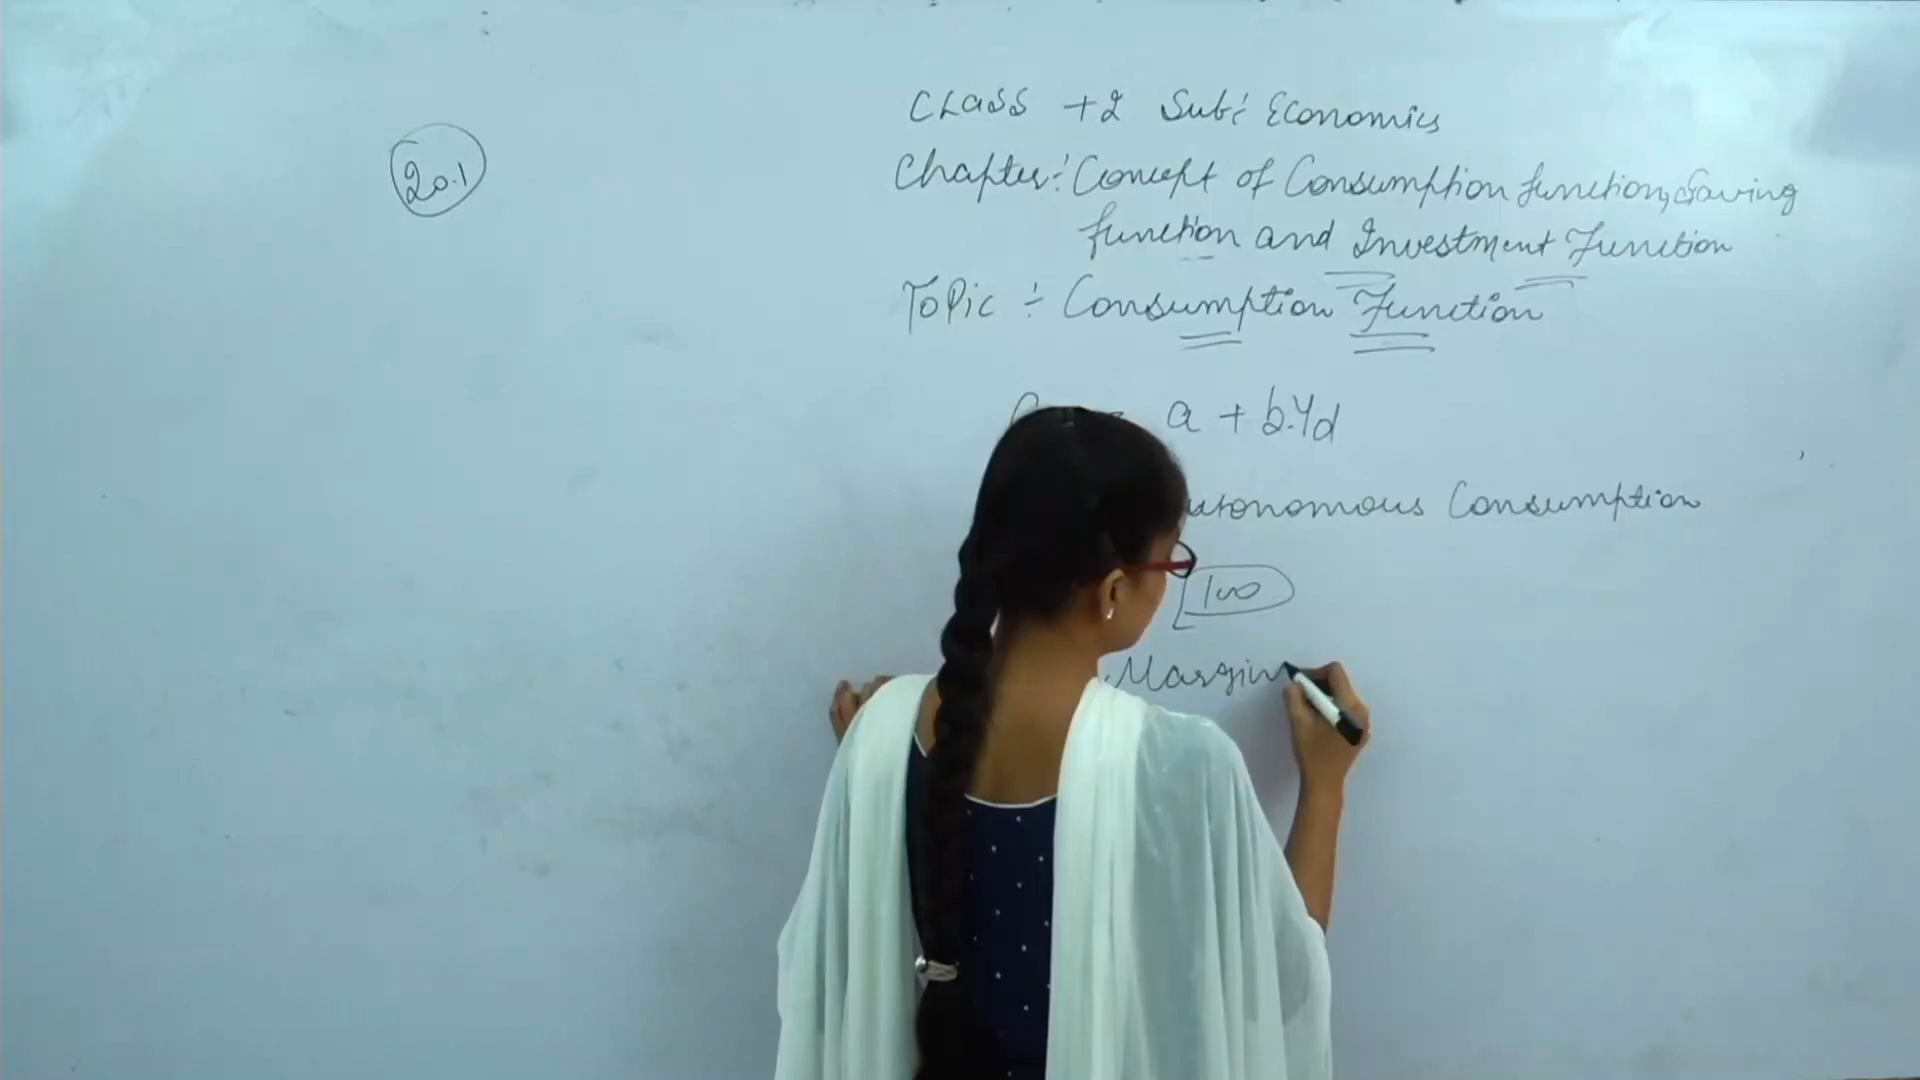 20.1
Class +2 Sub: Economics
Chapter: Concept of Consumption function, Saving
function and Investment Function
Topic ÷ Consumption Function
a + b.Yd
utonomous Consumption
100
Margin